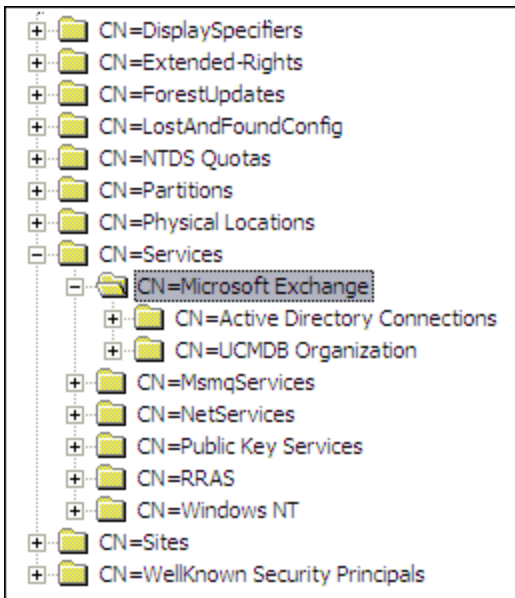 CN=DisplaySpecifiers
CN=Extended-Rights
CN=ForestUpdates
CN=LostAndFoundConfig
CN=NTDS Quotas
CN=Partitions
CN=Physical Locations
CN=Services
CN=Microsoft Exchange
CN=Active Directory Connections
CN=UCMDB Organization
CN=MsmqServices
CN=NetServices
CN=Public Key Services
CN=RRAS
CN=Windows NT
CN=Sites
CN=WellKnown Security Principals